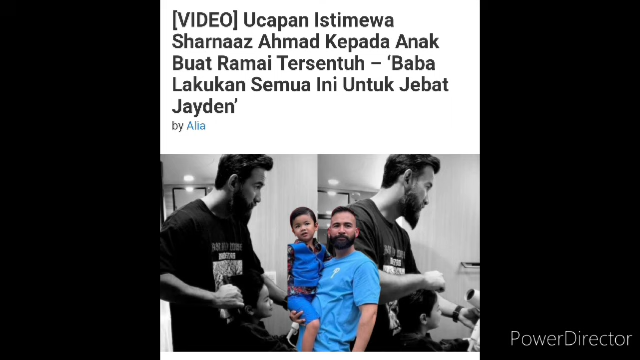 [VIDEO] Ucapan Istimewa
Sharnaaz Ahmad Kepada Anak
Buat Ramai Tersentuh – ‘Baba
Lakukan Semua Ini Untuk Jebat
Jayden’
by Alia
PowerDirector